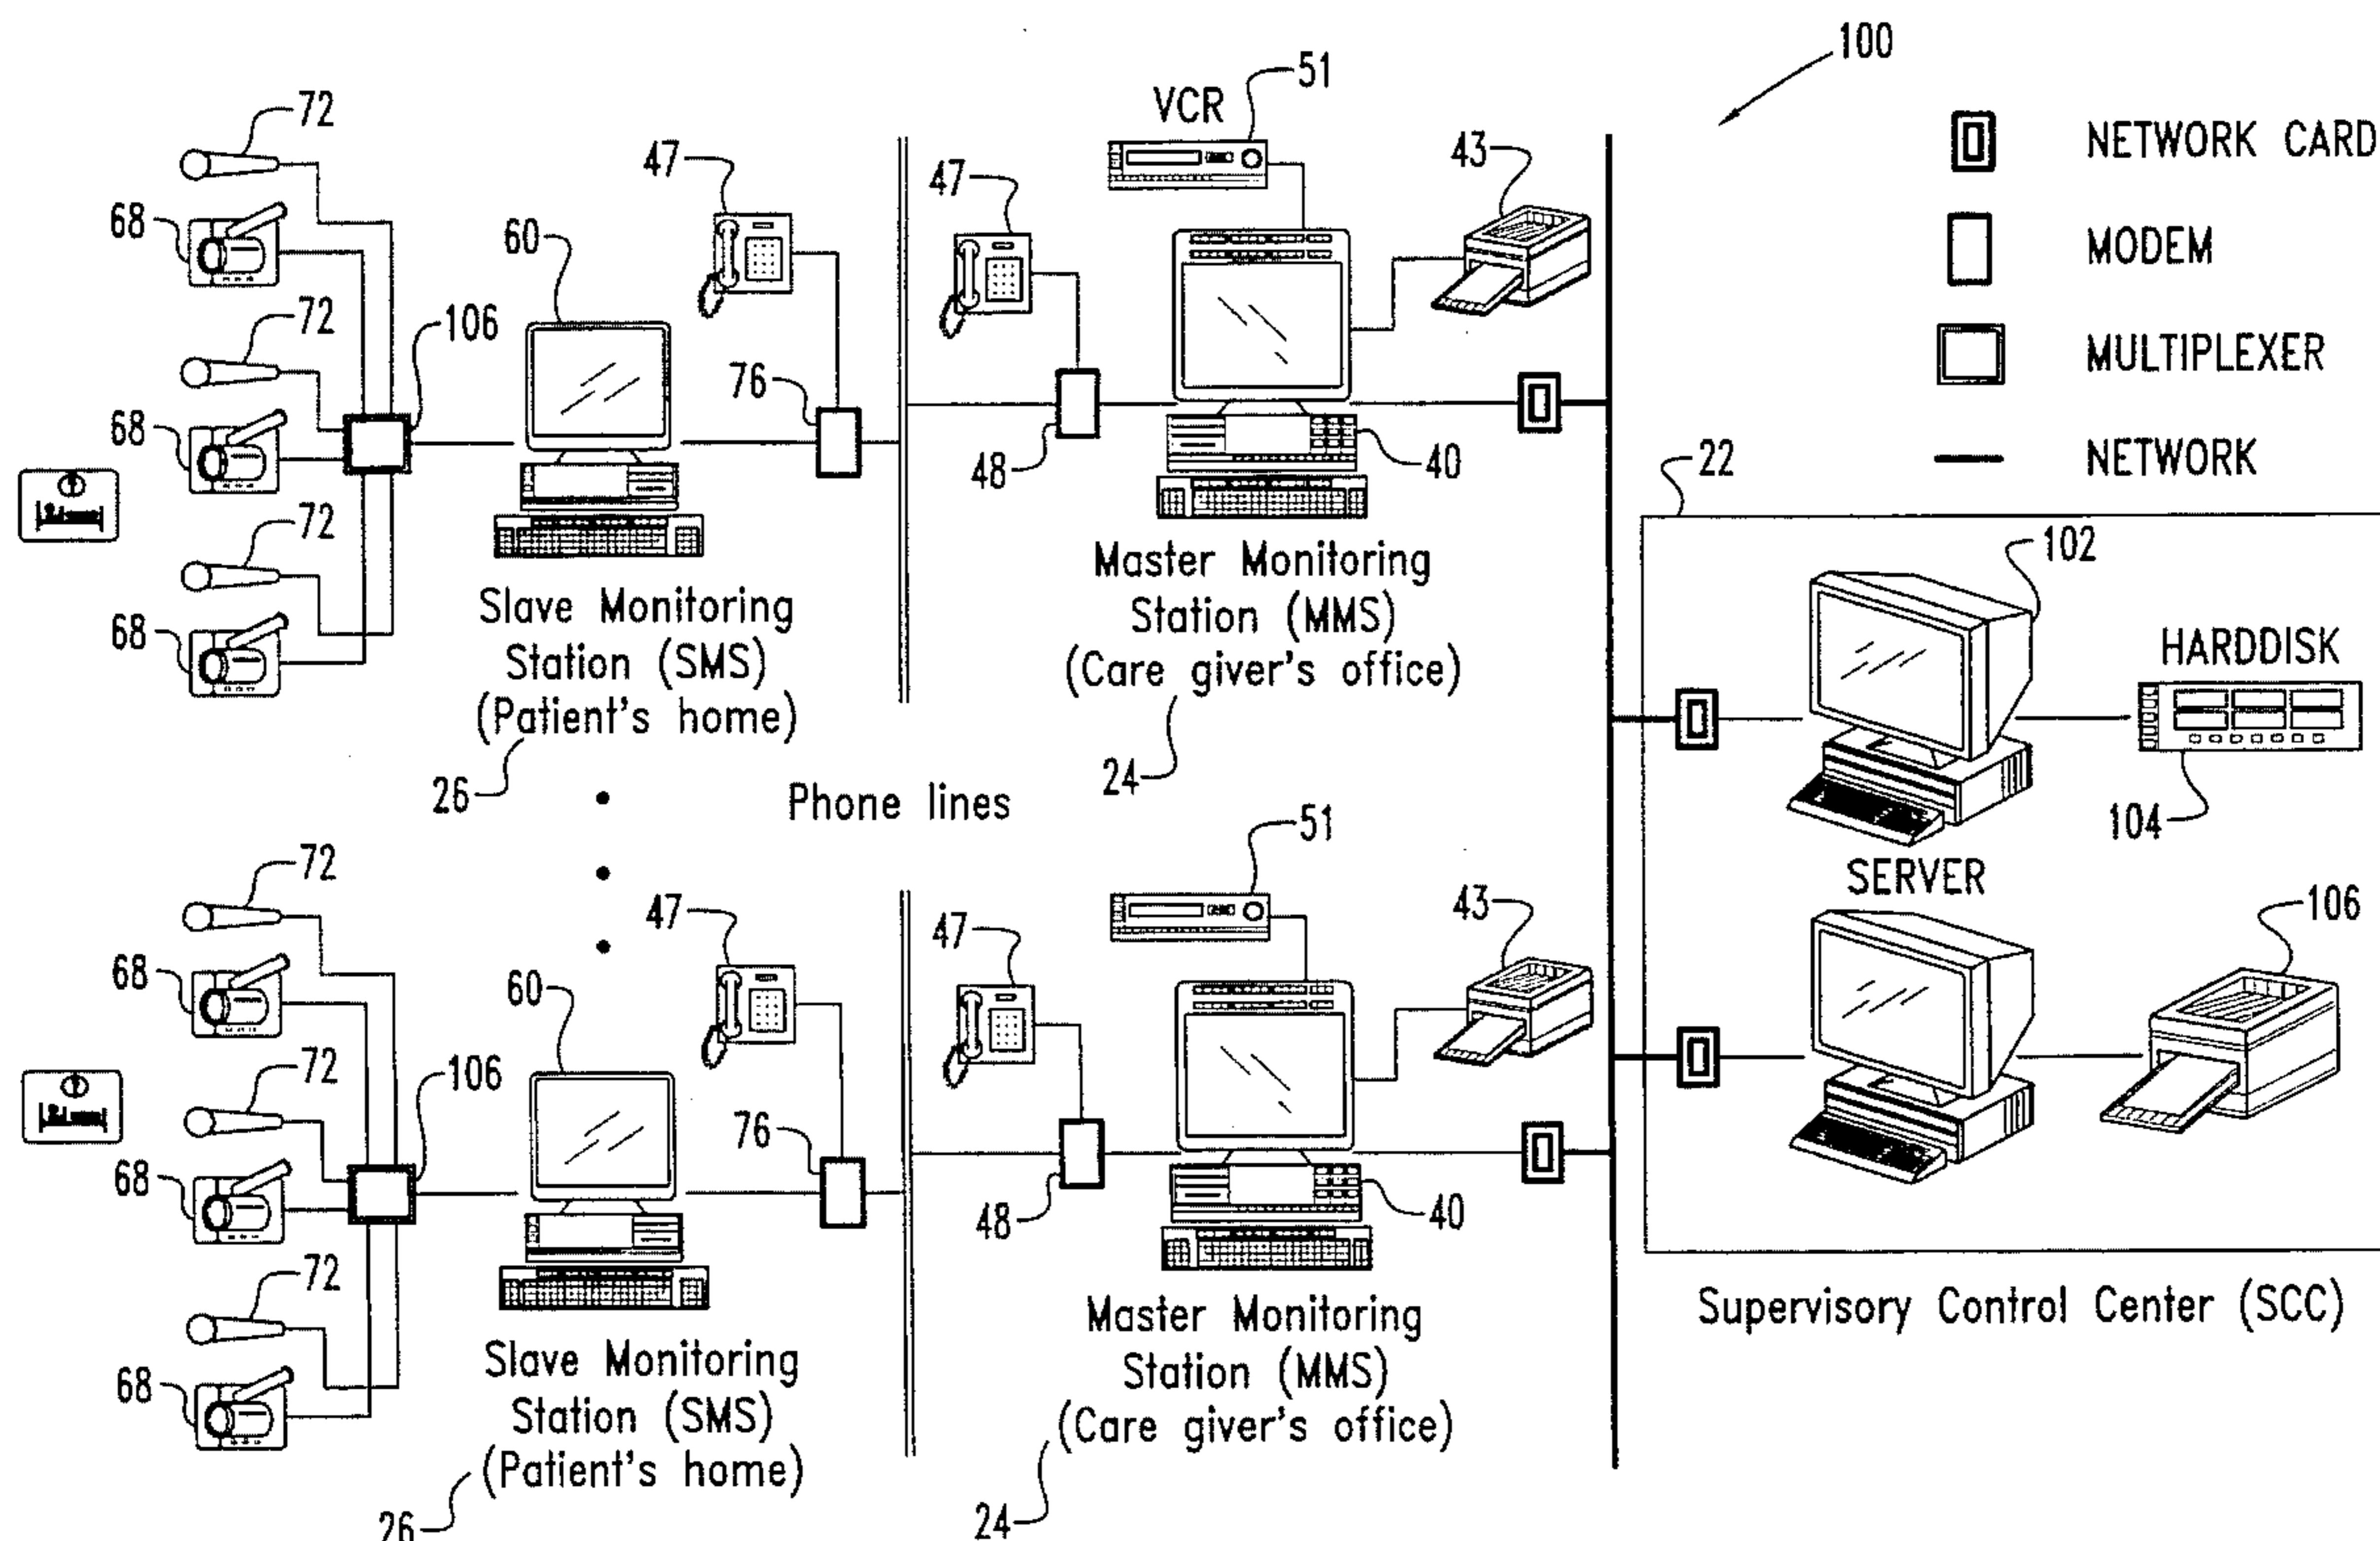 100
72
68
72
68
72
68
106
60
47
76
Slave Monitoring
Station (SMS)
(Patient's home)
26
47
48
VCR
51
43
40
Master Monitoring
Station (MMS)
(Care giver's office)
24
NETWORK CARD
MODEM
MULTIPLEXER
NETWORK
22
102
HARDDISK
104
SERVER
106
Supervisory Control Center (SCC)
Phone lines
72
68
72
68
72
68
106
60
47
76
Slave Monitoring
Station (SMS)
(Patient's home)
26
47
48
51
43
40
Master Monitoring
Station (MMS)
(Care giver's office)
24